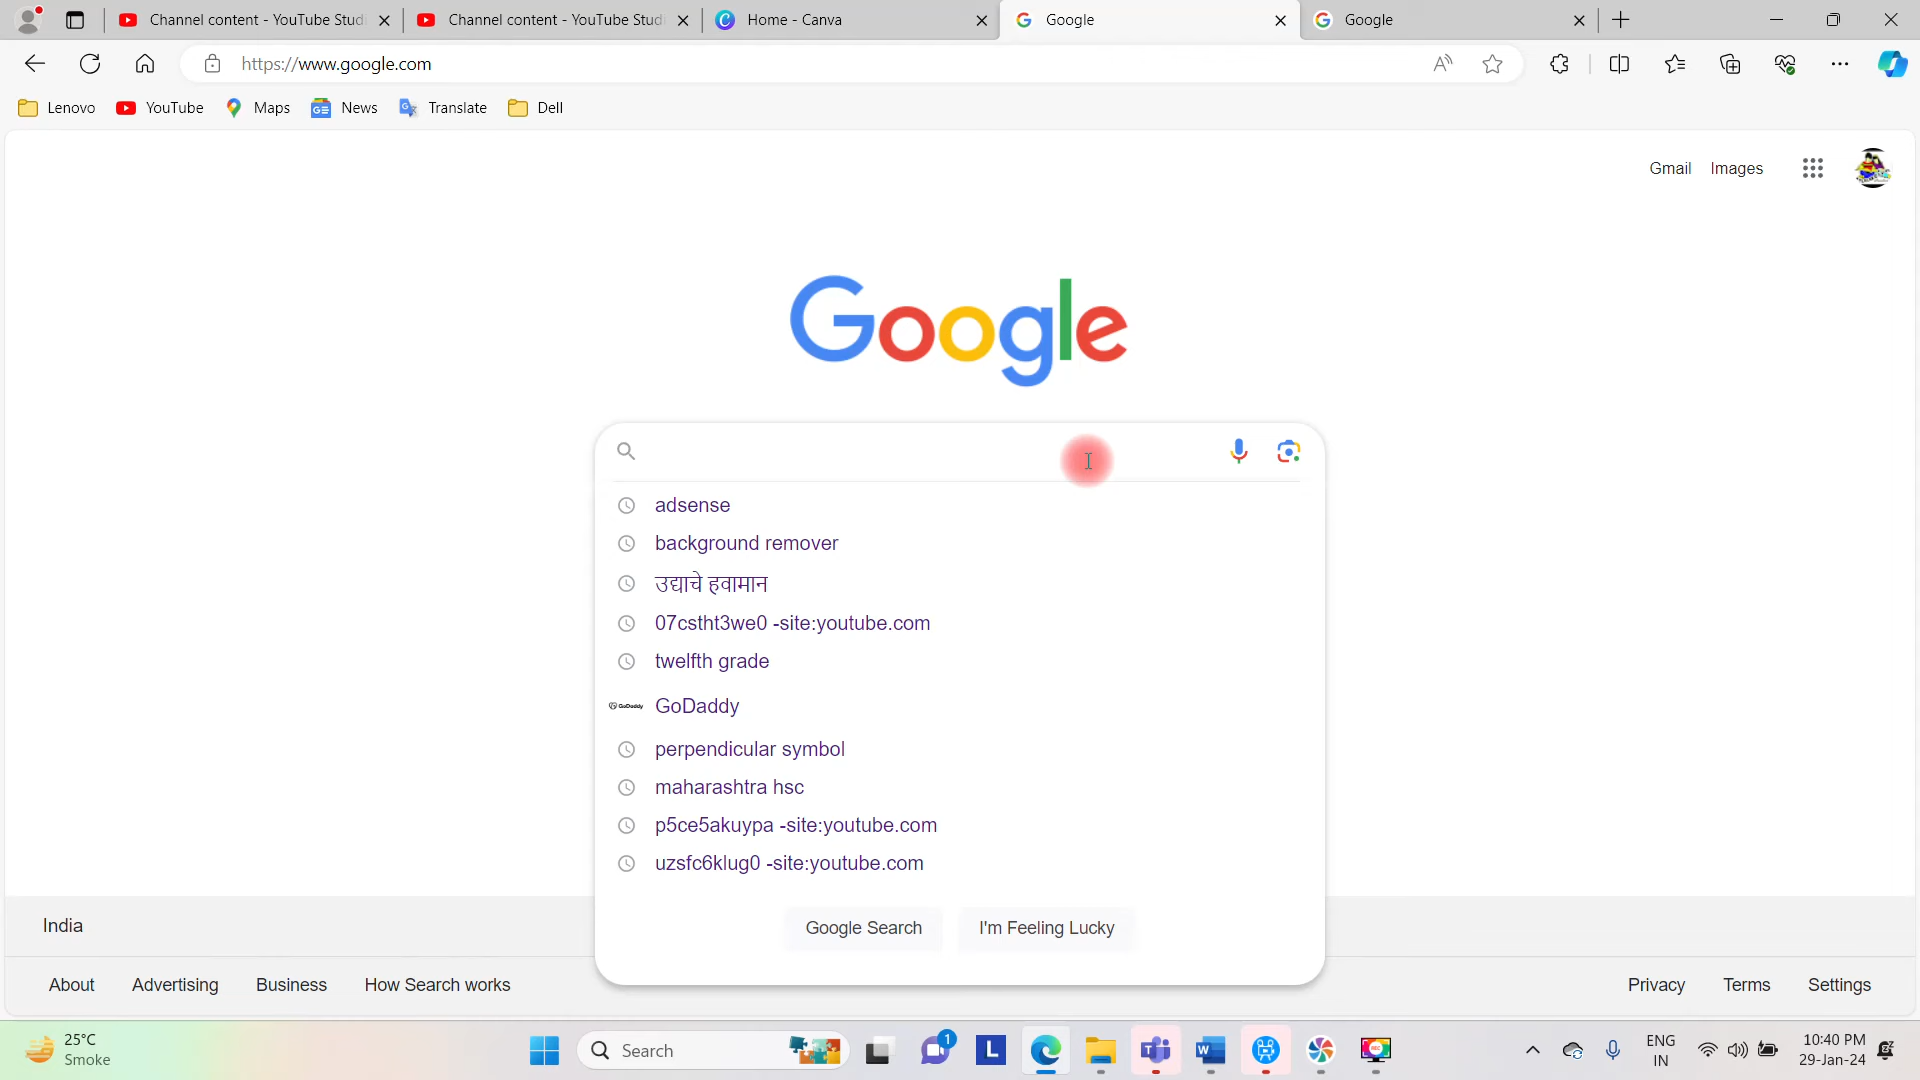 Channel content - YouTube Stud
Channel content - YouTube Stud
Home - Canva
Google
Google
https://www.google.com
Lenovo
YouTube
Maps
News
Translate
Dell
Gmail
Images
Google
adsense
background remover
उद्याचे हवामान
07cstht3we0 -site:youtube.com
twelfth grade
GoDaddy
GoDaddy
perpendicular symbol
maharashtra hsc
p5ce5akuypa -site:youtube.com
uzsfc6klug0 -site:youtube.com
Google Search
I'm Feeling Lucky
India
About
Advertising
Business
How Search works
Privacy
Terms
Settings
25°C
Smoke
Search
1
L
ENG
IN
10:40 PM
29-Jan-24